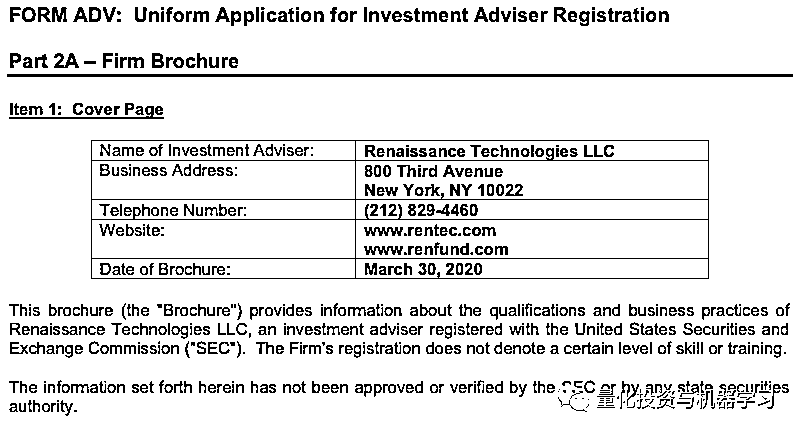 FORM ADV: Uniform Application for Investment Adviser Registration
Part 2A – Firm Brochure
Item 1: Cover Page
Name of Investment Adviser: Renaissance Technologies LLC
Business Address: 800 Third Avenue
New York, NY 10022
Telephone Number: (212) 829-4460
Website: www.rentec.com
www.renfund.com
Date of Brochure: March 30, 2020
This brochure (the "Brochure") provides information about the qualifications and business practices of
Renaissance Technologies LLC, an investment adviser registered with the United States Securities and
Exchange Commission ("SEC"). The Firm's registration does not denote a certain level of skill or training.
The information set forth herein has not been approved or verified by the SEC or by any state securities
authority.
量化投资与机器学习